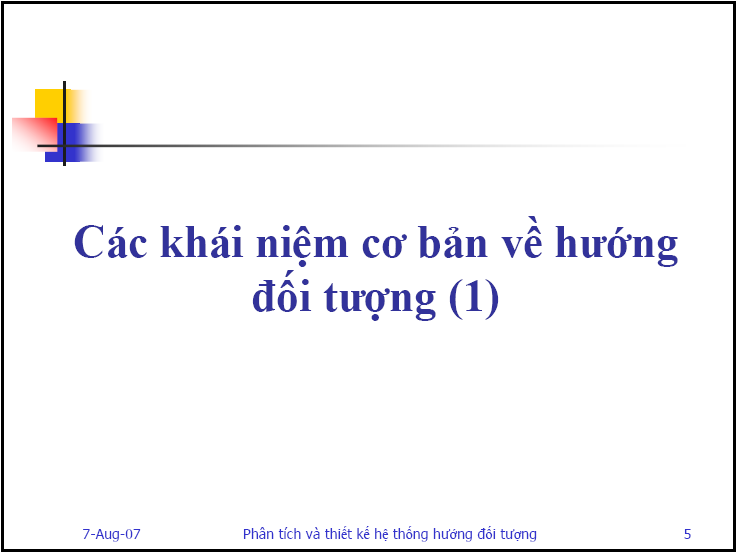 Các khái niệm cơ bản về hướng
đối tượng (1)
7-Aug-07 Phân tích và thiết kế hệ thống hướng đối tượng 5